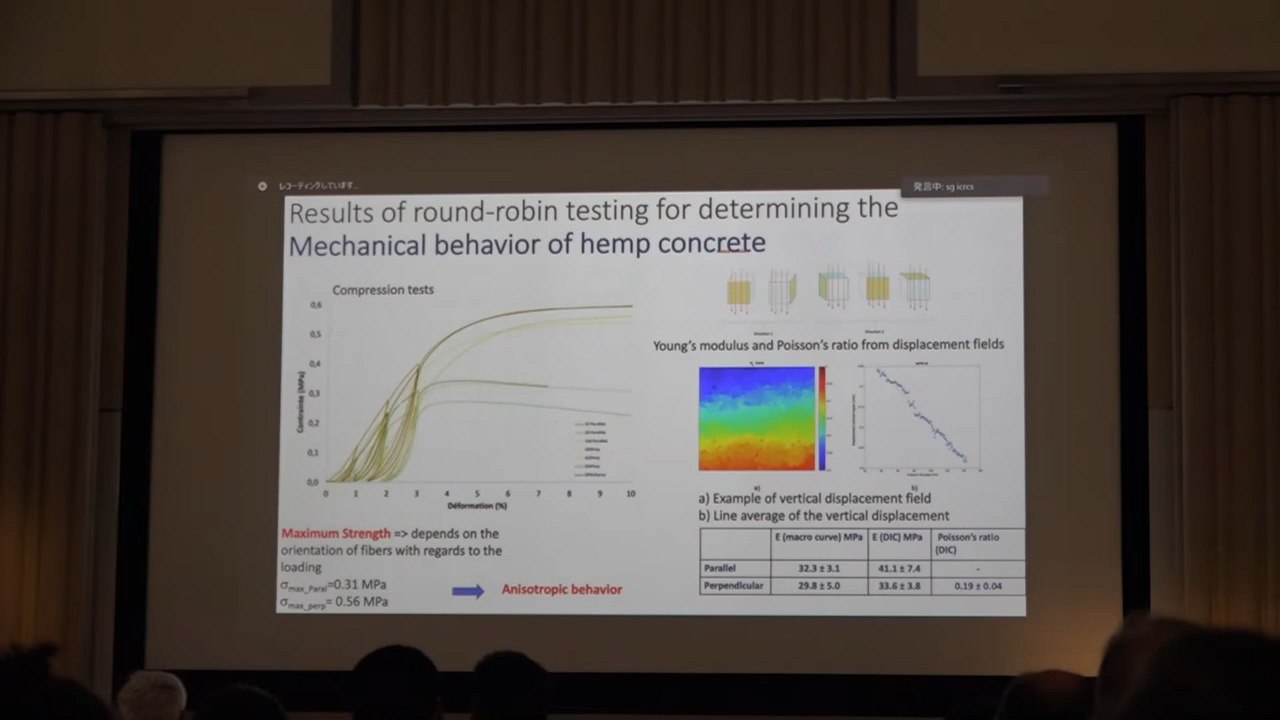 レコーディングしています...
発言中: sg icrcs
Results of round-robin testing for determining the
Mechanical behavior of hemp concrete
Compression tests
0,6
0,5
0,4
0,3
0,2
0,1
0,0
Contrainte (MPa)
0 1 2 3 4 5 6 7 8 9 10
Déformation (%)
Young's modulus and Poisson's ratio from displacement fields
a)
b)
a) Example of vertical displacement field
b) Line average of the vertical displacement
Maximum Strength => depends on the
orientation of fibers with regards to the
loading
σmax_Paral=0.31 MPa
σmax_perp= 0.56 MPa
Anisotropic behavior
E (macro curve) MPa E (DIC) MPa Poisson's ratio
(DIC)
Parallel 32.3 ± 3.1 41.1 ± 7.4 -
Perpendicular 29.8 ± 5.0 33.6 ± 3.8 0.19 ± 0.04